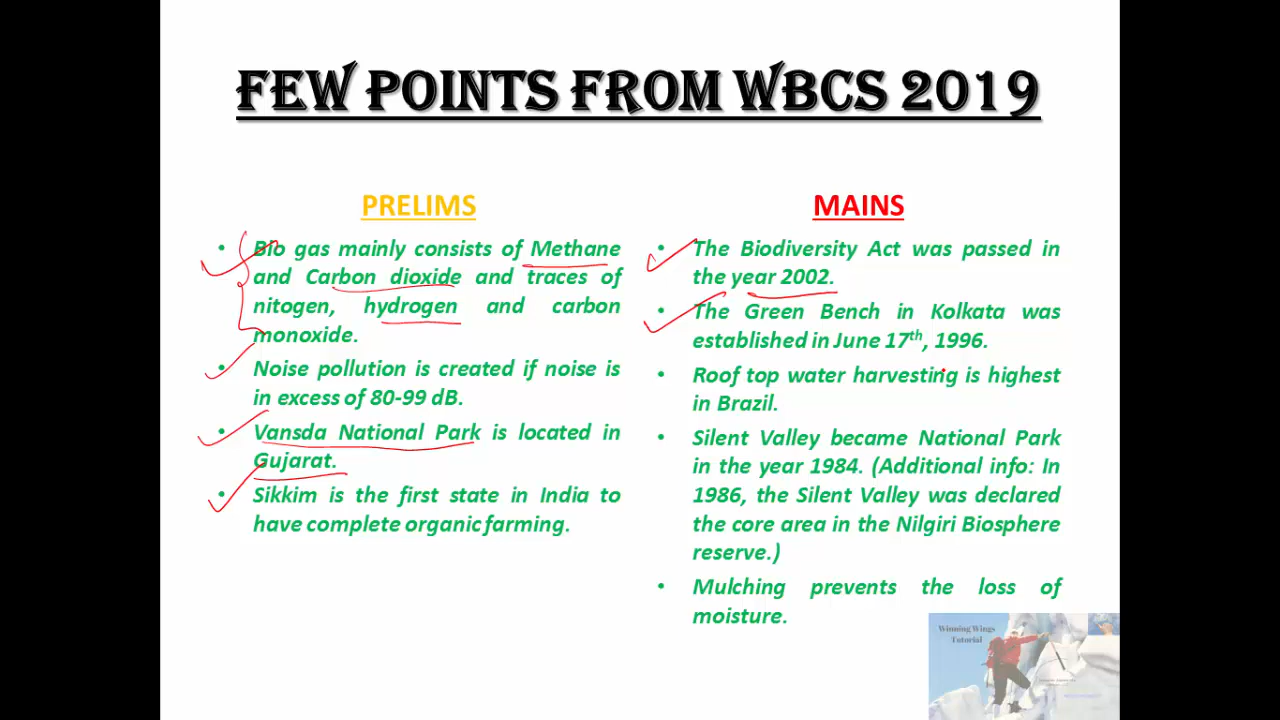 FEW POINTS FROM WBCS 2019
PRELIMS
• Bio gas mainly consists of Methane
and Carbon dioxide and traces of
nitogen, hydrogen and carbon
monoxide.
• Noise pollution is created if noise is
in excess of 80-99 dB.
• Vansda National Park is located in
Gujarat.
• Sikkim is the first state in India to
have complete organic farming.
MAINS
• The Biodiversity Act was passed in
the year 2002.
• The Green Bench in Kolkata was
established in June 17th, 1996.
• Roof top water harvesting is highest
in Brazil.
• Silent Valley became National Park
in the year 1984. (Additional info: In
1986, the Silent Valley was declared
the core area in the Nilgiri Biosphere
reserve.)
• Mulching prevents the loss of
moisture.
Winning Wings
Tutorial